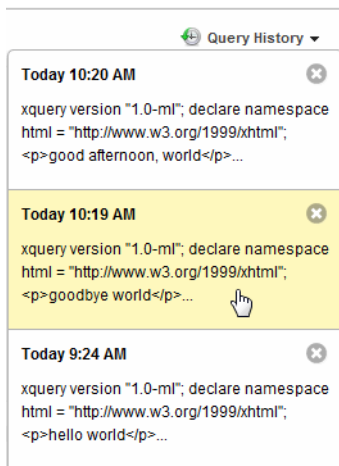 Query History
Today 10:20 AM
xquery version "1.0-ml"; declare namespace
html = "http://www.w3.org/1999/xhtml";
<p>good afternoon, world</p>...
Today 10:19 AM
xquery version "1.0-ml"; declare namespace
html = "http://www.w3.org/1999/xhtml";
<p>goodbye world</p>...
Today 9:24 AM
xquery version "1.0-ml"; declare namespace
html = "http://www.w3.org/1999/xhtml";
<p>hello world</p>...